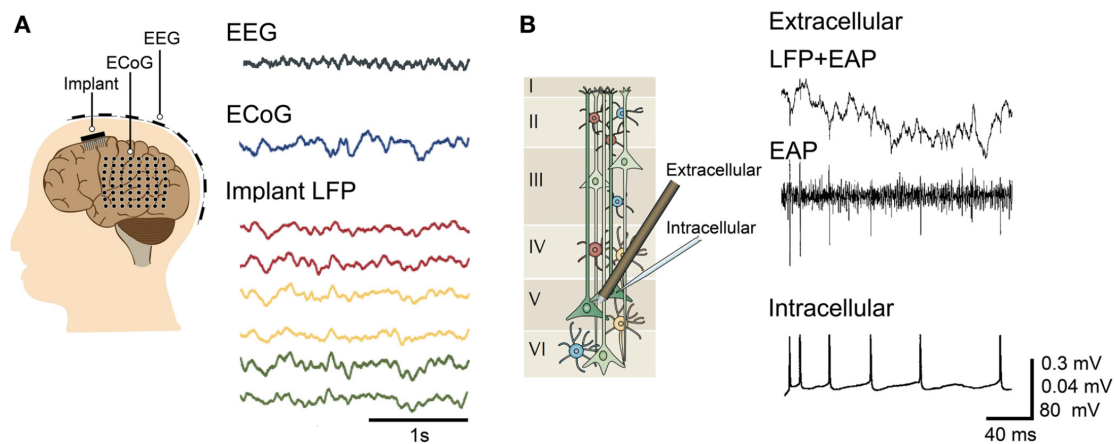 A
EEG
ECoG
Implant
EEG
ECoG
Implant LFP
1s
B
I
II
III
IV
V
VI
Extracellular
Intracellular
Extracellular
LFP+EAP
EAP
Intracellular
0.3 mV
0.04 mV
80 mV
40 ms